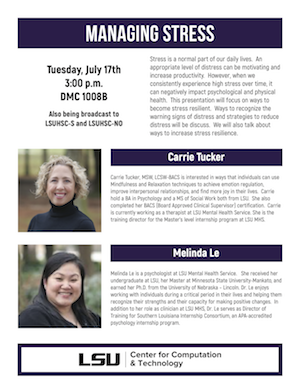 MANAGING STRESS
Tuesday, July 17th
3:00 p.m.
DMC 1008B
Also being broadcast to
LSUHSC-S and LSUHSC-NO
Stress is a normal part of our daily lives. An
appropriate level of distress can be motivating and
increase productivity. However, when we
consistently experience high stress over time, it
can negatively impact psychological and physical
health. This presentation will focus on ways to
become stress resilient. Ways to recognize the
warning signs of distress and strategies to reduce
distress will be discuss. We will also talk about
ways to increase stress resilience.
Carrie Tucker
Carrie Tucker, MSW, LCSW-BACS is interested in ways that individuals can use
Mindfulness and Relaxation techniques to achieve emotion regulation,
improve interpersonal relationships, and find more joy in their lives. Carrie
hold a BA in Psychology and a MS of Social Work both from LSU. She also
completed her BACS (Board Approved Clinical Supervisor) certification. Carrie
is currently working as a therapist at LSU Mental Health Service. She is the
training director for the Master's level internship program at LSU MHS.
Melinda Le
Melinda Le is a psychologist at LSU Mental Health Service. She received her
undergraduate at LSU, her Master at Minnesota State University-Mankato, and
earned her Ph.D. from the University of Nebraska - Lincoln. Dr. Le enjoys
working with individuals during a critical period in their lives and helping them
recognize their strengths and their capacity for making positive changes. In
addition to her role as clinician at LSU MHS, Dr. Le serves as Director of
Training for Southern Louisiana Internship Consortium, an APA-accredited
psychology internship program.
LSU
Center for Computation
& Technology